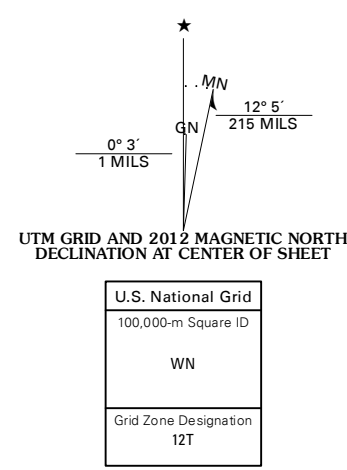 ★
MN
GN
12° 5´
215 MILS
0° 3´
1 MILS
UTM GRID AND 2012 MAGNETIC NORTH
DECLINATION AT CENTER OF SHEET
U.S. National Grid
100,000-m Square ID
WN
Grid Zone Designation
12T